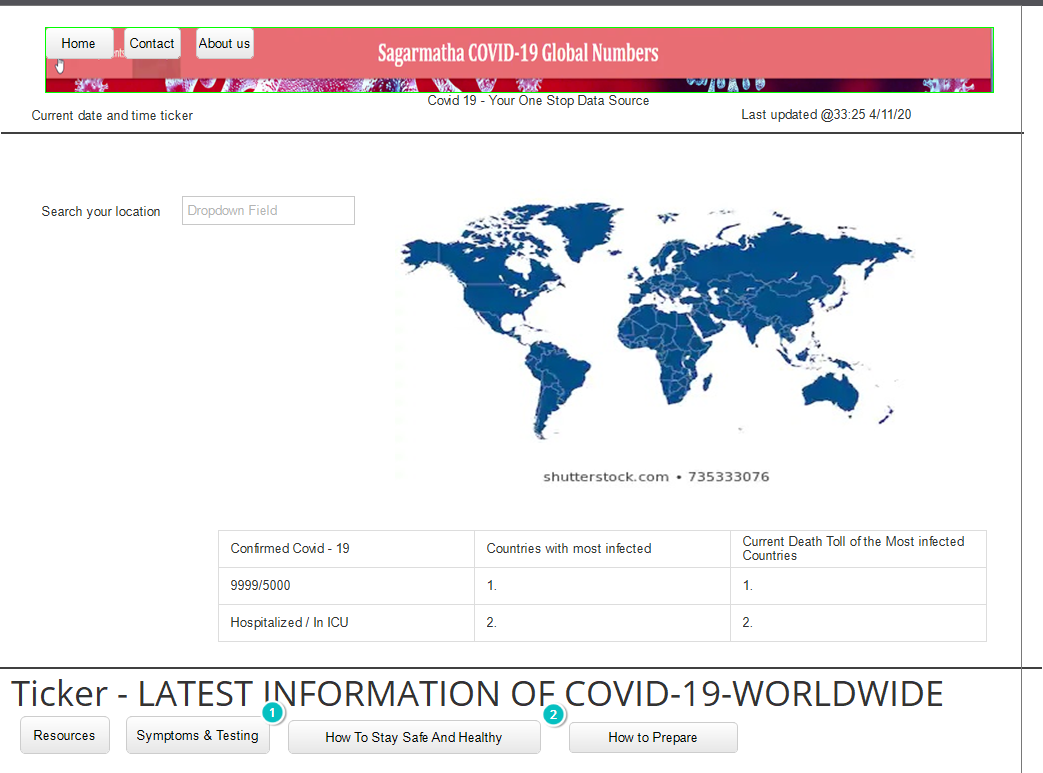 Home
Contact
About us
nts
Sagarmatha COVID-19 Global Numbers
Covid 19 - Your One Stop Data Source
Current date and time ticker
Last updated @33:25 4/11/20
Search your location
Dropdown Field
shutterstock.com • 735333076
Confirmed Covid - 19
Countries with most infected
Current Death Toll of the Most infected
Countries
9999/5000
1.
1.
Hospitalized / In ICU
2.
2.
Ticker - LATEST INFORMATION OF COVID-19-WORLDWIDE
1
2
Resources
Symptoms & Testing
How To Stay Safe And Healthy
How to Prepare